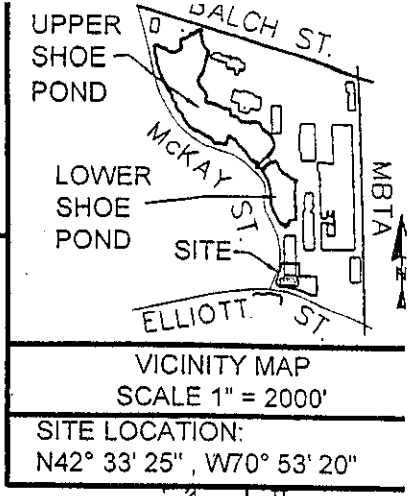 BALCH ST.
UPPER
SHOE
POND
McKAY ST.
LOWER
SHOE
POND
MBTA
SITE
N
ELLIOTT ST.
VICINITY MAP
SCALE 1" = 2000'
SITE LOCATION:
N42° 33' 25" , W70° 53' 20"